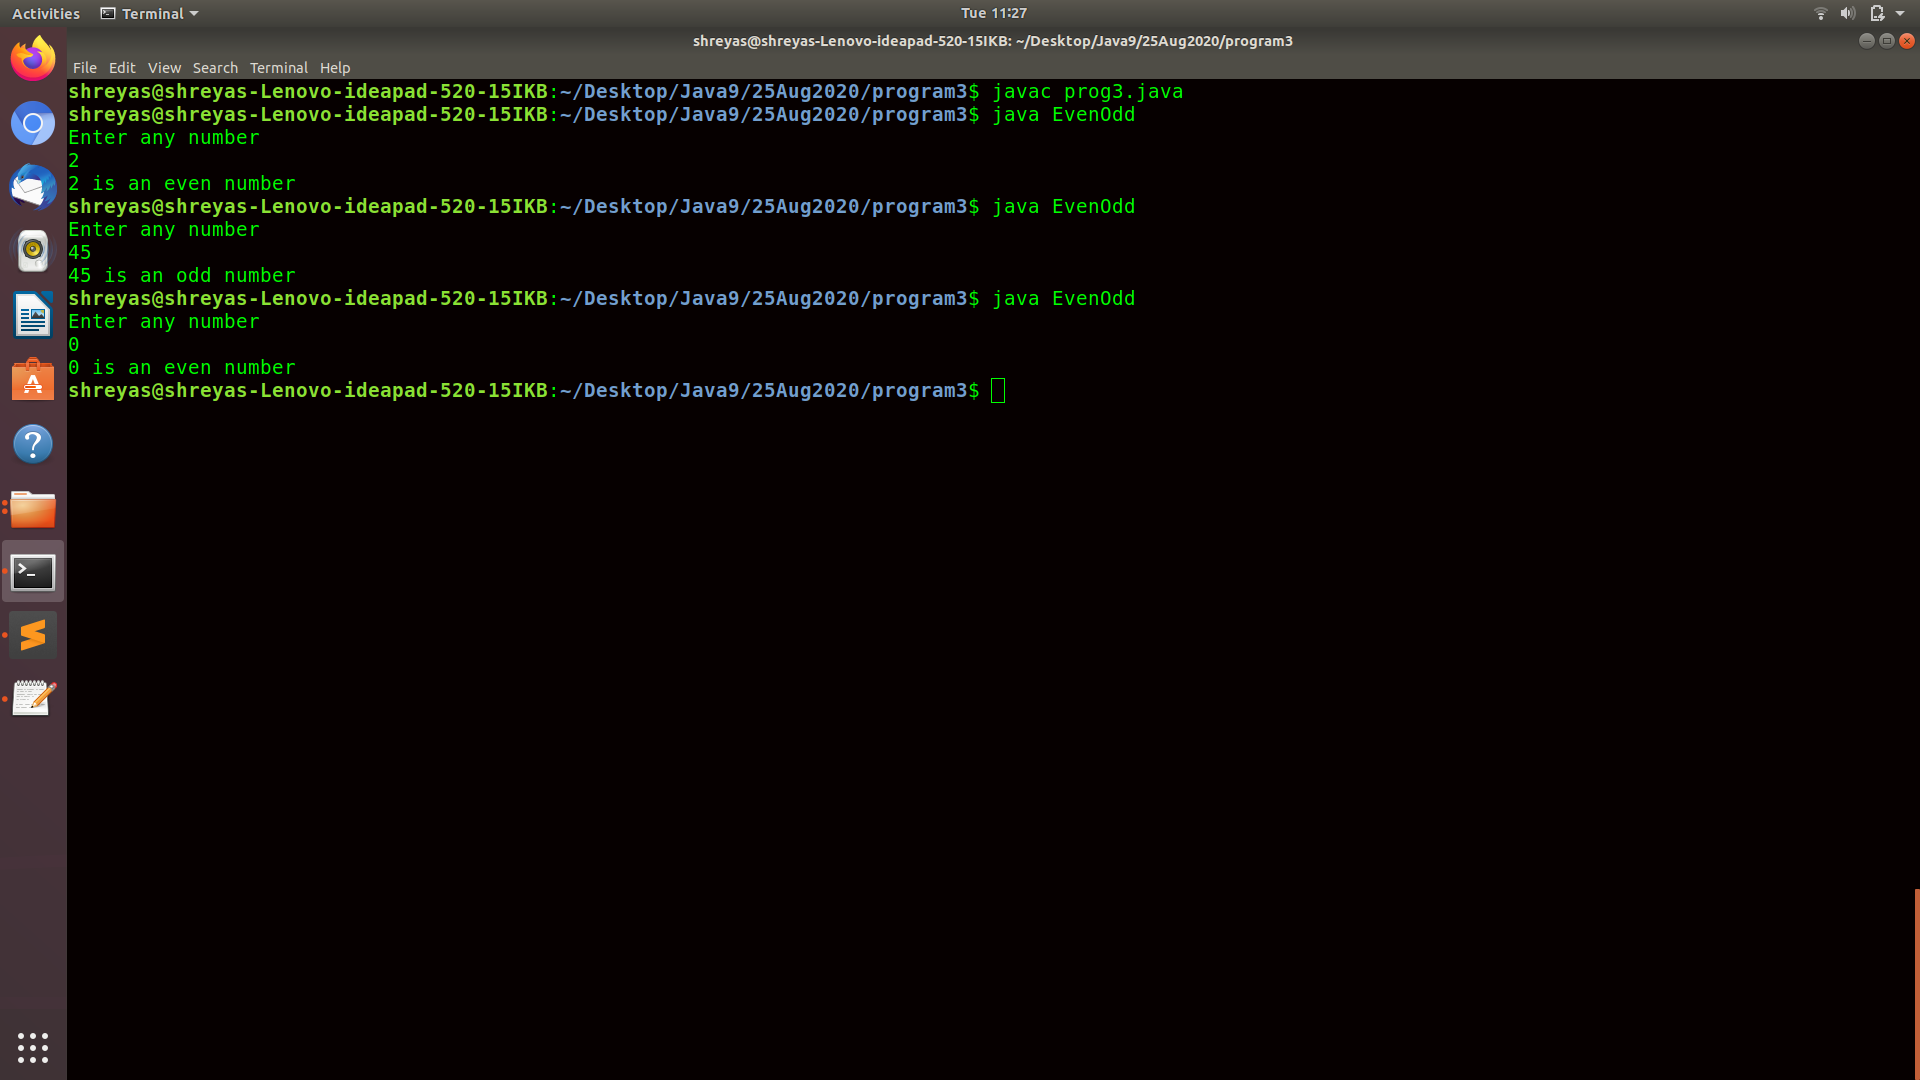 Activities Terminal Tue 11:27
shreyas@shreyas-Lenovo-ideapad-520-15IKB: ~/Desktop/Java9/25Aug2020/program3
File Edit View Search Terminal Help
shreyas@shreyas-Lenovo-ideapad-520-15IKB:~/Desktop/Java9/25Aug2020/program3$ javac prog3.java
shreyas@shreyas-Lenovo-ideapad-520-15IKB:~/Desktop/Java9/25Aug2020/program3$ java EvenOdd
Enter any number
2
2 is an even number
shreyas@shreyas-Lenovo-ideapad-520-15IKB:~/Desktop/Java9/25Aug2020/program3$ java EvenOdd
Enter any number
45
45 is an odd number
shreyas@shreyas-Lenovo-ideapad-520-15IKB:~/Desktop/Java9/25Aug2020/program3$ java EvenOdd
Enter any number
0
0 is an even number
shreyas@shreyas-Lenovo-ideapad-520-15IKB:~/Desktop/Java9/25Aug2020/program3$